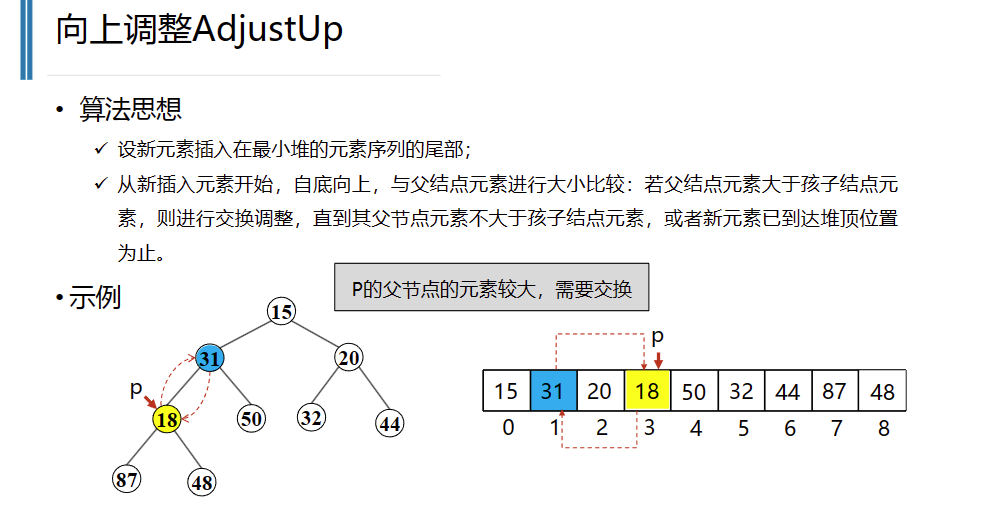 向上调整AdjustUp
• 算法思想
✓ 设新元素插入在最小堆的元素序列的尾部；
✓ 从新插入元素开始，自底向上，与父结点元素进行大小比较：若父结点元素大于孩子结点元
素，则进行交换调整，直到其父节点元素不大于孩子结点元素，或者新元素已到达堆顶位置
为止。
• 示例
P的父节点的元素较大，需要交换
15
31
20
p
18
50
32
44
87
48
p
15 31 20 18 50 32 44 87 48
0 1 2 3 4 5 6 7 8